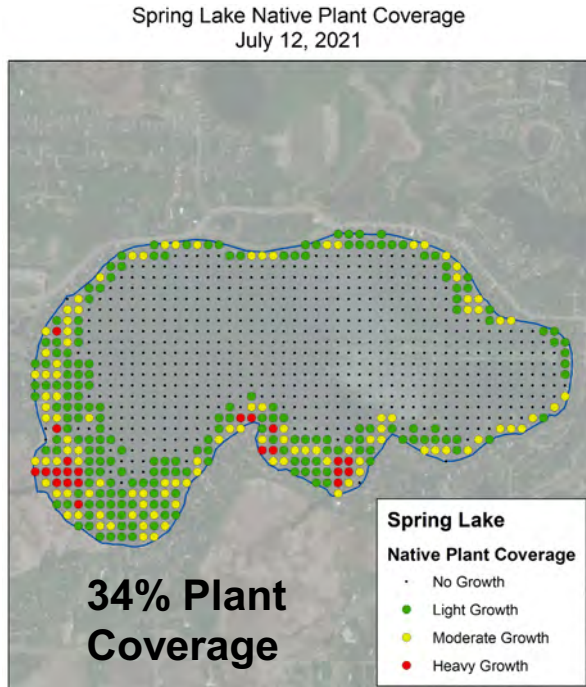 Spring Lake Native Plant Coverage
July 12, 2021
34% Plant
Coverage
Spring Lake
Native Plant Coverage
No Growth
Light Growth
Moderate Growth
Heavy Growth